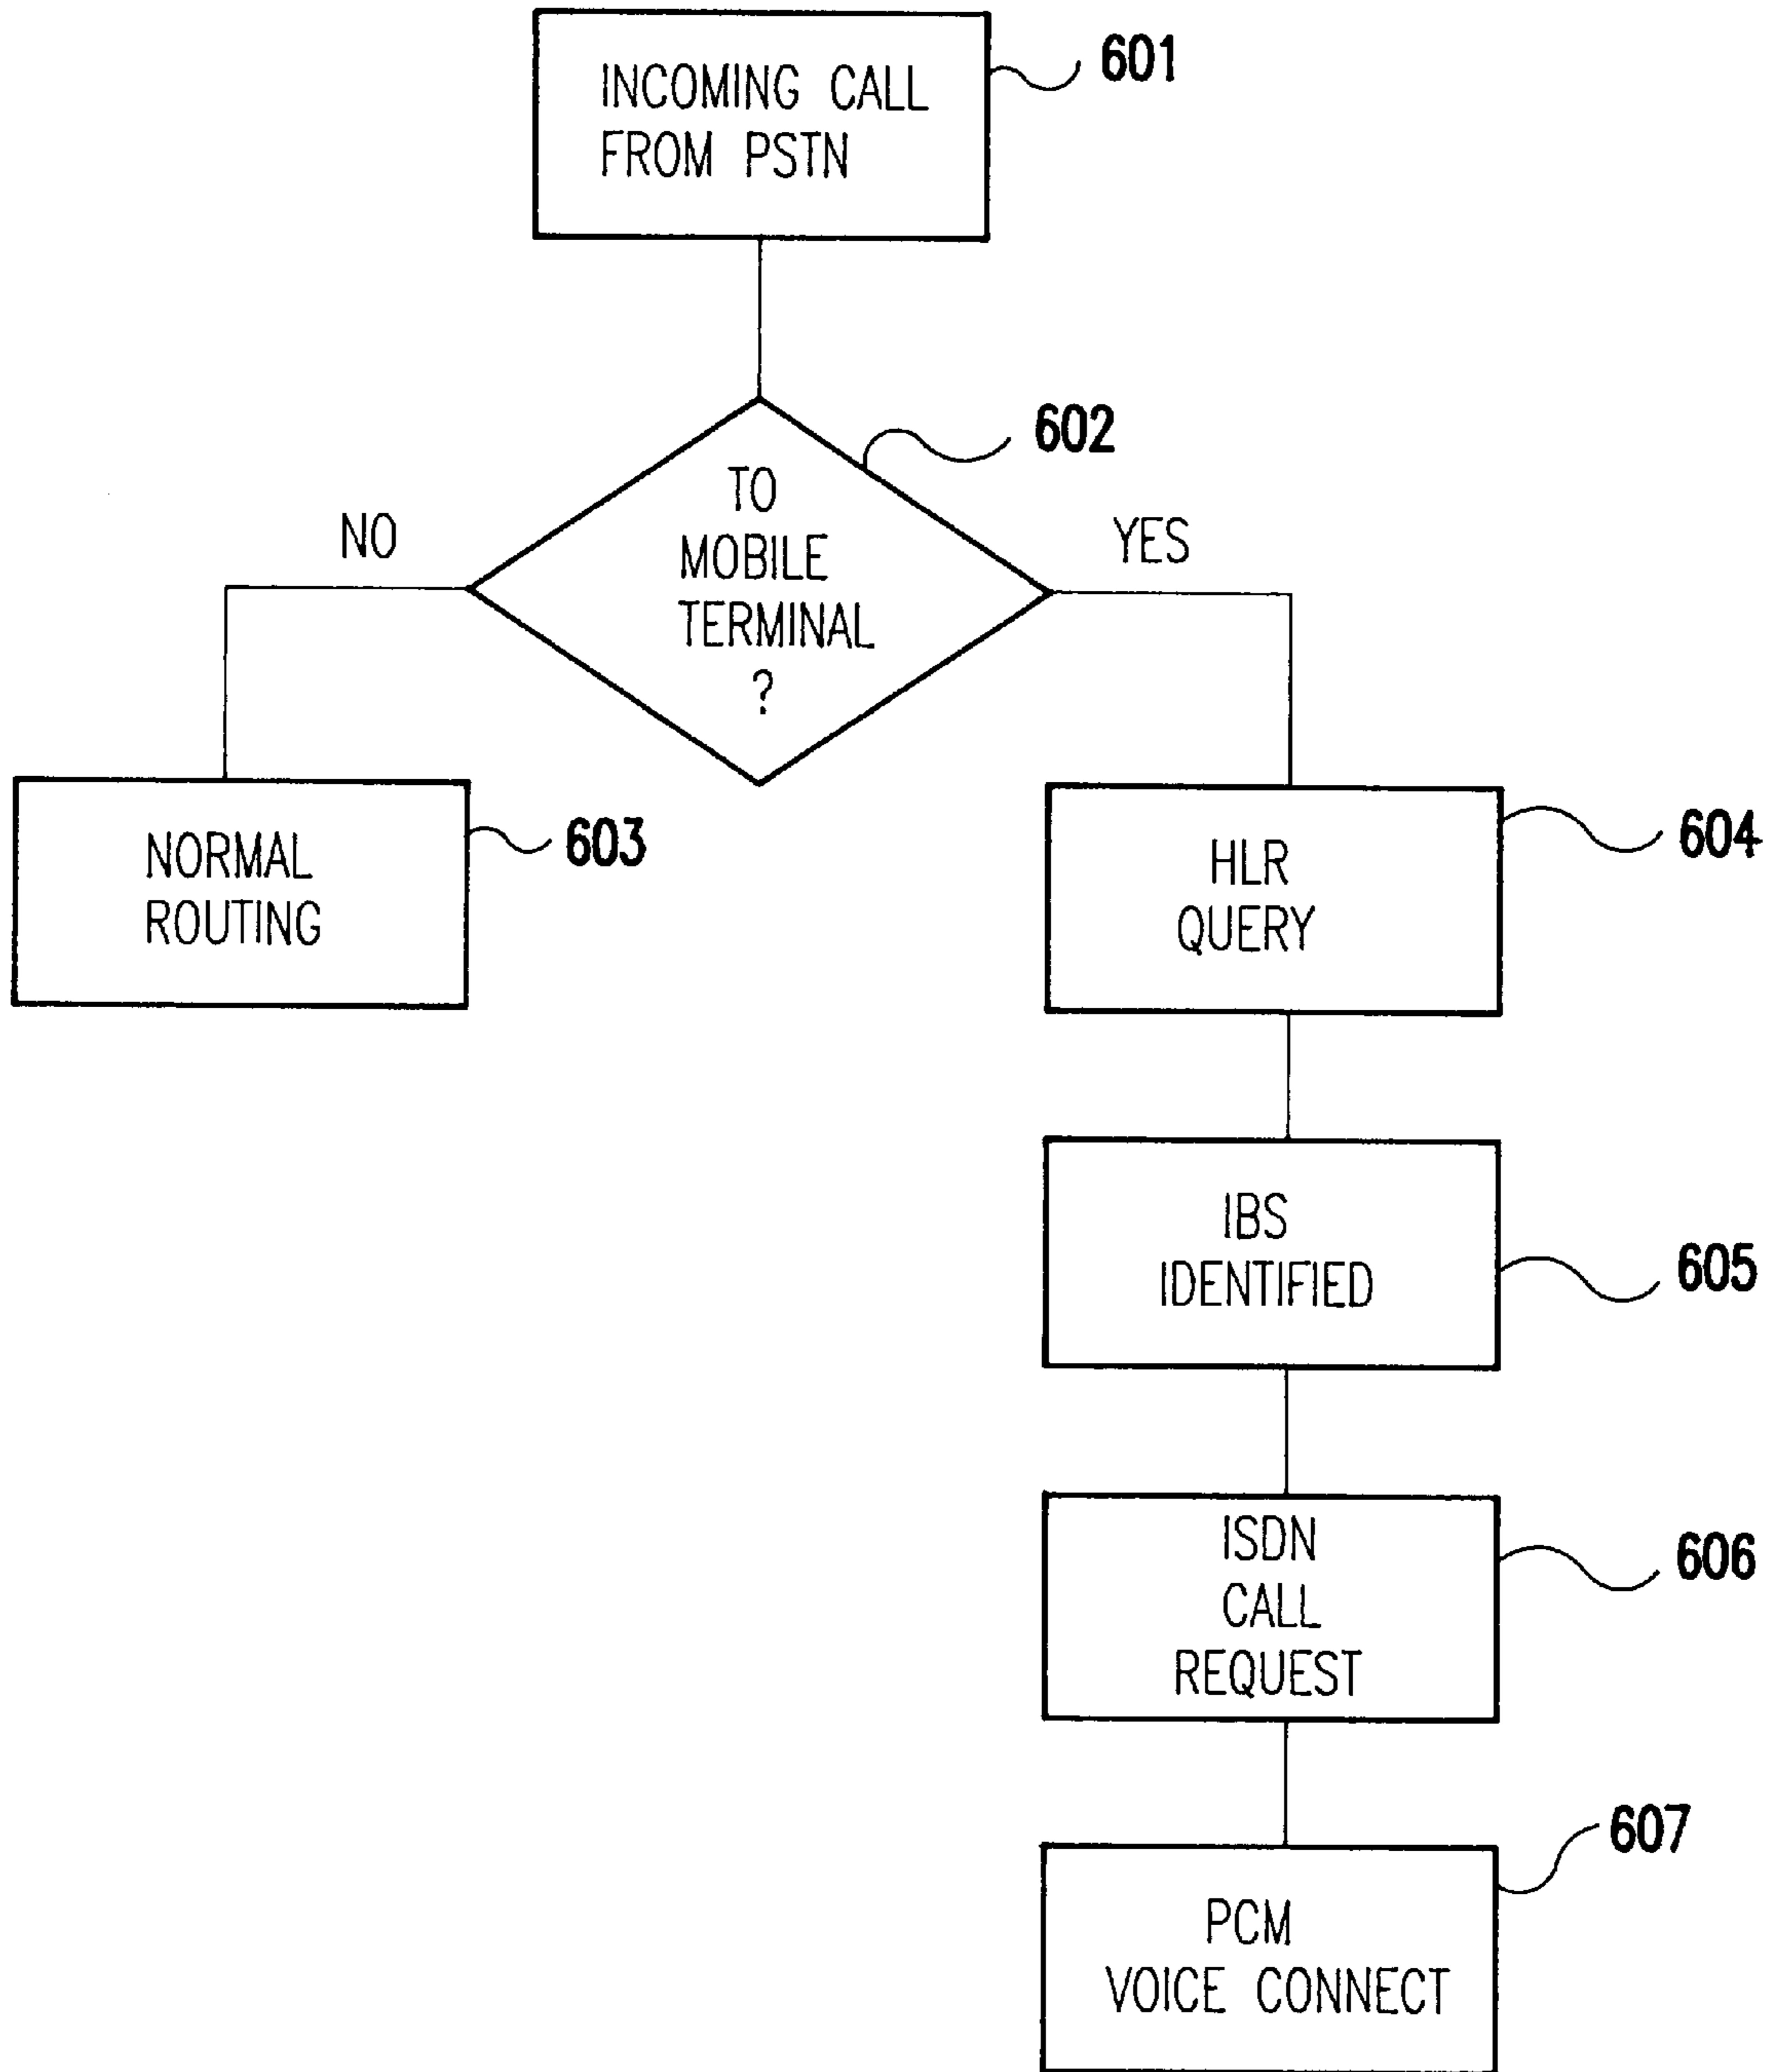 INCOMING CALL
FROM PSTN
601
TO
MOBILE
TERMINAL
?
602
NO
YES
NORMAL
ROUTING
603
HLR
QUERY
604
IBS
IDENTIFIED
605
ISDN
CALL
REQUEST
606
PCM
VOICE CONNECT
607